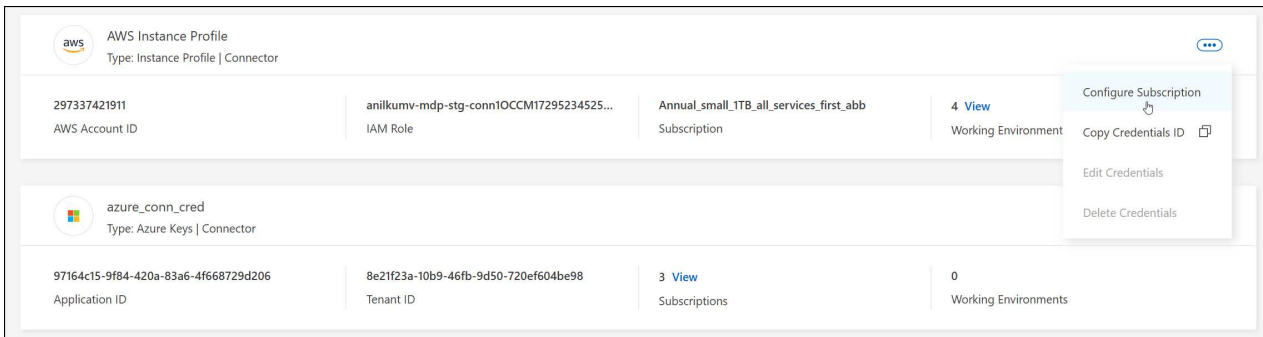 aws
AWS Instance Profile
Type: Instance Profile | Connector
297337421911
AWS Account ID
anilkumv-mdp-stg-conn1OCCM17295234525...
IAM Role
Annual_small_1TB_all_services_first_abb
Subscription
4 View
Working Environment
Configure Subscription
Copy Credentials ID
Edit Credentials
Delete Credentials
azure_conn_cred
Type: Azure Keys | Connector
97164c15-9f84-420a-83a6-4f668729d206
Application ID
8e21f23a-10b9-46fb-9d50-720ef604be98
Tenant ID
3 View
Subscriptions
0
Working Environments